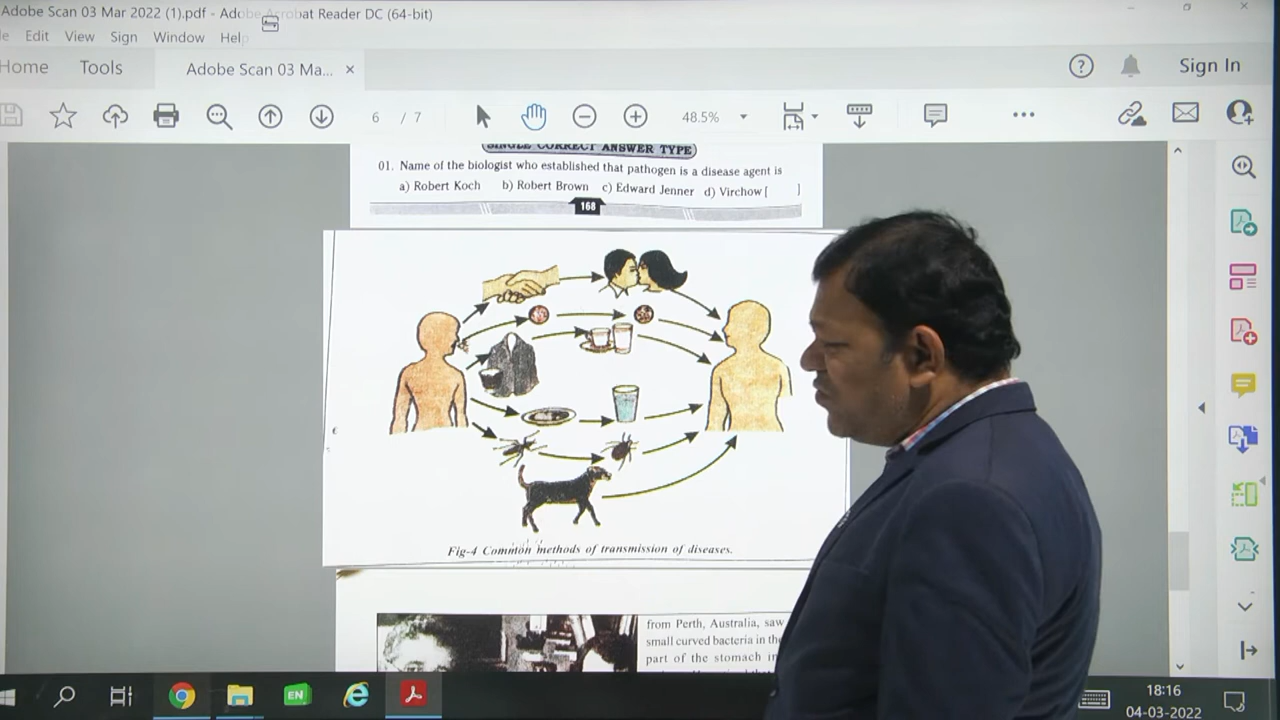 Adobe Scan 03 Mar 2022 (1).pdf - Adobe Acrobat Reader DC (64-bit)
Edit View Sign Window Help
Home Tools Adobe Scan 03 Ma... ×
Sign In
6 / 7 48.5%
SINGLE CORRECT ANSWER TYPE
01. Name of the biologist who established that pathogen is a disease agent is
a) Robert Koch b) Robert Brown c) Edward Jenner d) Virchow [ ]
168
Fig-4 Common methods of transmission of diseases.
from Perth, Australia, saw
small curved bacteria in the
part of the stomach
EN
18:16
04-03-2022